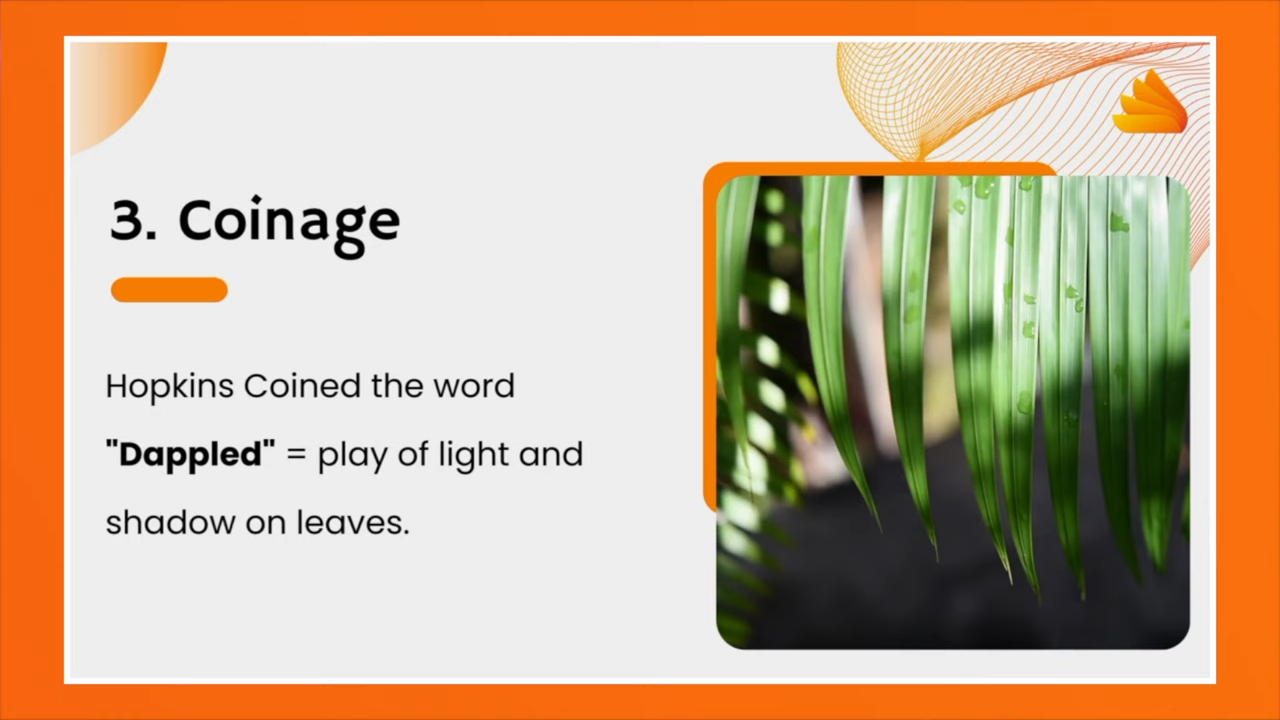 3. Coinage
Hopkins Coined the word
"Dappled" = play of light and
shadow on leaves.